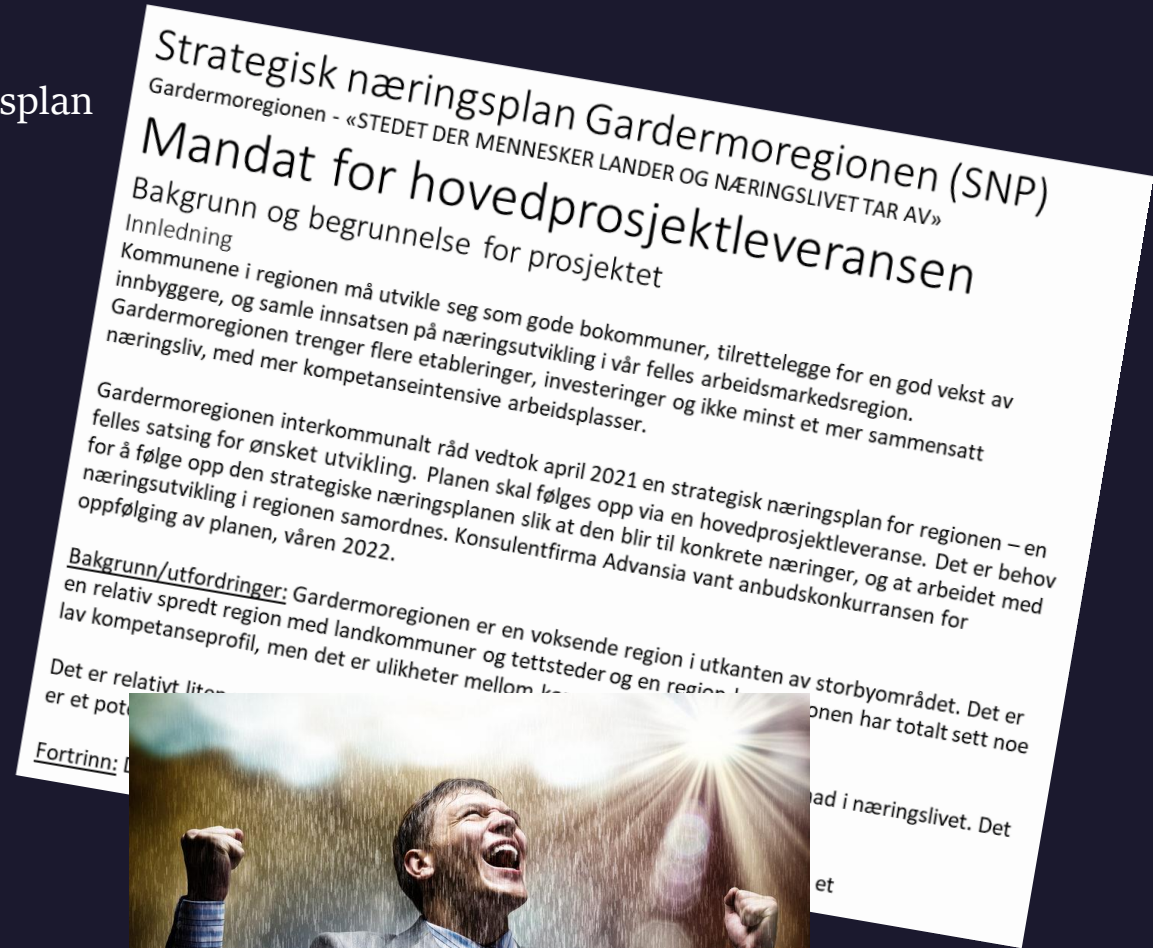 splan
Strategisk næringsplan Gardermoregionen (SNP)
Gardermoregionen - «STEDET DER MENNESKER LANDER OG NÆRINGSLIVET TAR AV»
Mandat for hovedprosjektleveransen
Bakgrunn og begrunnelse for prosjektet
Innledning
Kommunene i regionen må utvikle seg som gode bokommuner, tilrettelegge for en god vekst av
innbyggere, og samle innsatsen på næringsutvikling i vår felles arbeidsmarkedsregion.
Gardermoregionen trenger flere etableringer, investeringer og ikke minst et mer sammensatt
næringsliv, med mer kompetanseintensive arbeidsplasser.
Gardermoregionen interkommunalt råd vedtok april 2021 en strategisk næringsplan for regionen – en
felles satsing for ønsket utvikling. Planen skal følges opp via en hovedprosjektleveranse. Det er behov
for å følge opp den strategiske næringsplanen slik at den blir til konkrete næringer, og at arbeidet med
næringsutvikling i regionen samordnes. Konsulentfirma Advansia vant anbudskonkurransen for
oppfølging av planen, våren 2022.
Bakgrunn/utfordringer: Gardermoregionen er en voksende region i utkanten av storbyområdet. Det er
en relativ spredt region med landkommuner og tettsteder og en region onen har totalt sett noe
lav kompetanseprofil, men det er ulikheter mellom
Det er relativt liten nad i næringslivet. Det
er et pot
Fortrinn: et